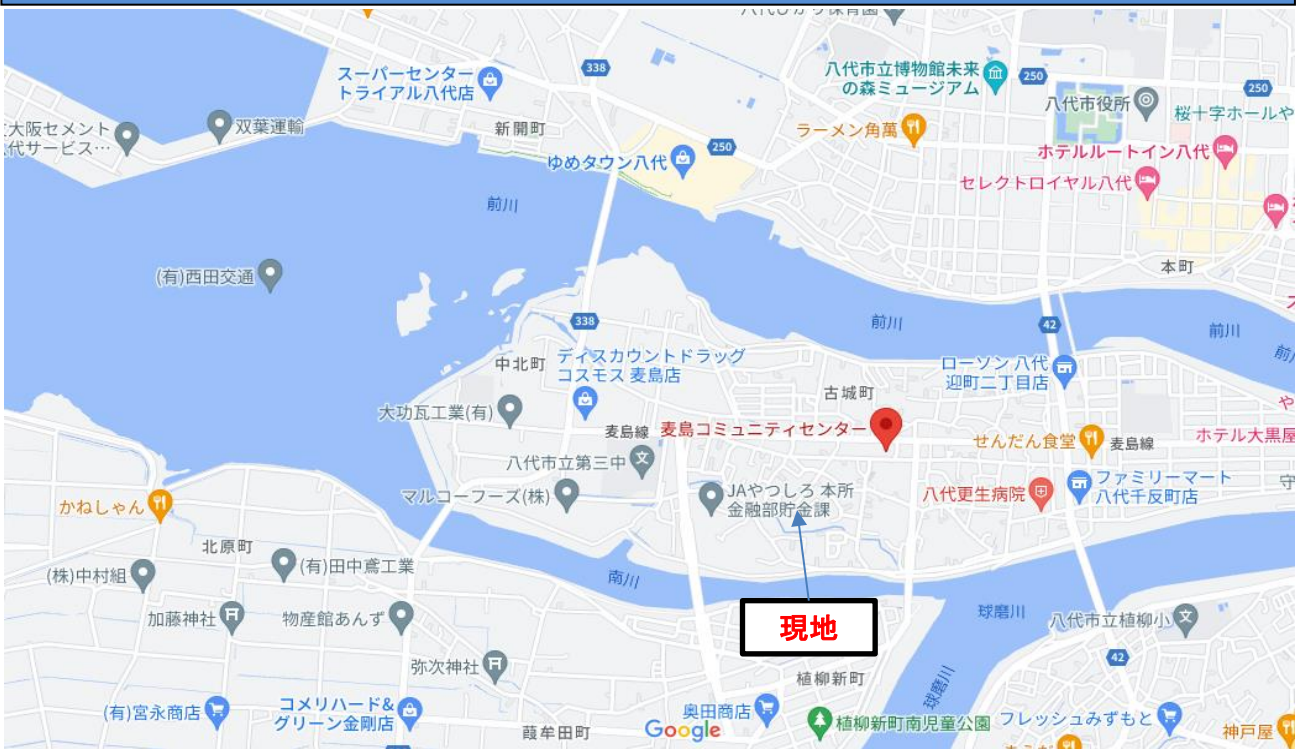 スーパーセンター
トライアル八代店
338
八代市立博物館未来
の森ミュージアム
250
八代市役所
250
桜十字ホールや
大阪セメント
代サービス…
双葉運輸
新開町
ラーメン角萬
ゆめタウン八代
250
ホテルルートイン八代
セレクトロイヤル八代
前川
(有)西田交通
本町
338
前川
42
前川
前川
中北町
ディスカウントドラッグ
コスモス 麦島店
ローソン 八代
迎町二丁目店
古城町
大功瓦工業(有)
麦島線
麦島コミュニティセンター
せんだん食堂
麦島線
ホテル大黒屋
八代市立第三中
マルコーフーズ(株)
JAやつしろ 本所
金融部貯金課
八代更生病院
ファミリーマート
八代千反町店
守
かねしゃん
北原町
(有)田中鳶工業
(株)中村組
南川
加藤神社
物産館あんず
現地
球磨川
八代市立植柳小
42
弥次神社
植柳新町
球磨川
(有)宮永商店
コメリハード&
グリーン金剛店
葭牟田町
Google
奥田商店
植柳新町南児童公園
フレッシュみずもと
神戸屋